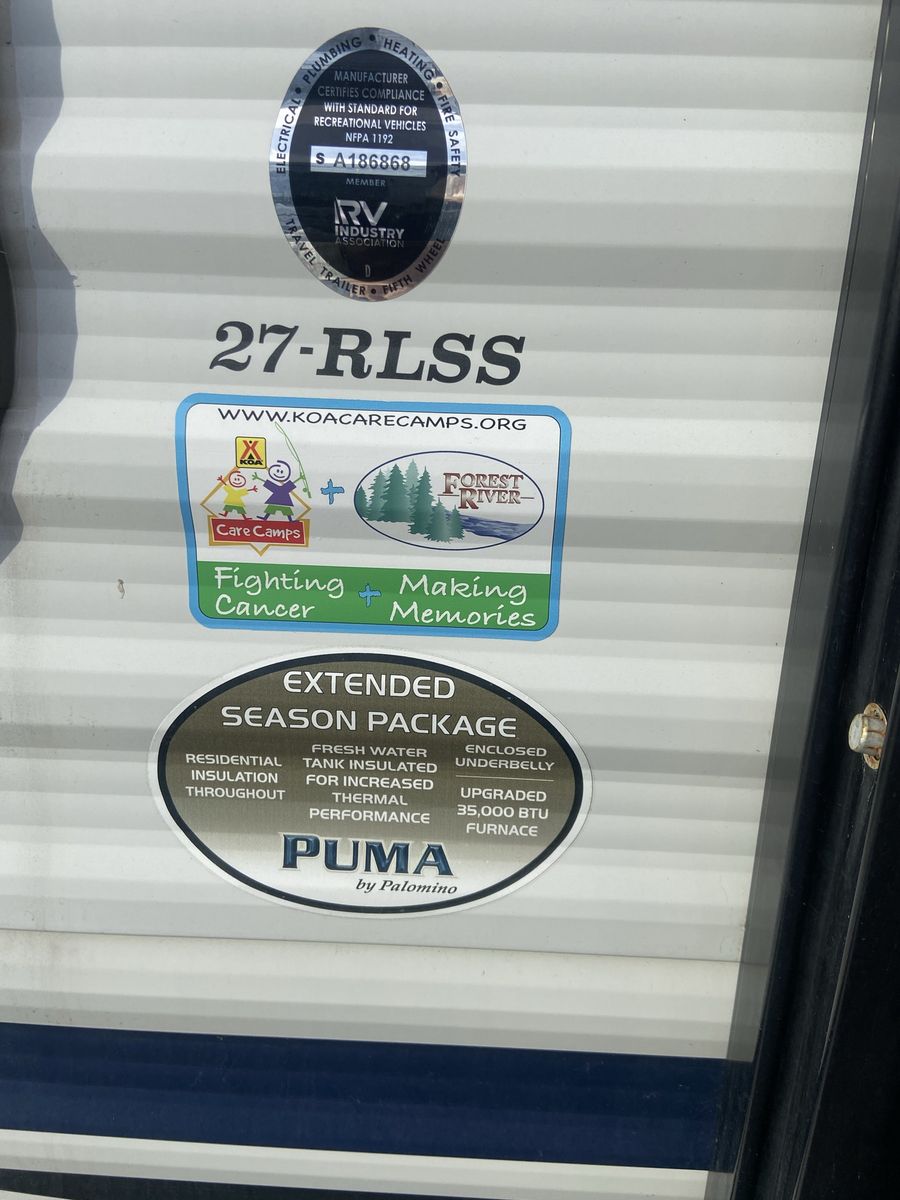 ELECTRICAL • PLUMBING • HEATING • FIRE SAFETY
MANUFACTURER
CERTIFIES COMPLIANCE
WITH STANDARD FOR
RECREATIONAL VEHICLES
NFPA 1192
S A186868
MEMBER
RV
INDUSTRY
ASSOCIATION
D
TRAVEL TRAILER • FIFTH WHEEL
27-RLSS
WWW.KOACARECAMPS.ORG
KOA
Care Camps
+
FOREST
RIVER
Fighting
Cancer
+
Making
Memories
EXTENDED
SEASON PACKAGE
RESIDENTIAL
INSULATION
THROUGHOUT
FRESH WATER
TANK INSULATED
FOR INCREASED
THERMAL
PERFORMANCE
ENCLOSED
UNDERBELLY
UPGRADED
35,000 BTU
FURNACE
PUMA
by Palomino